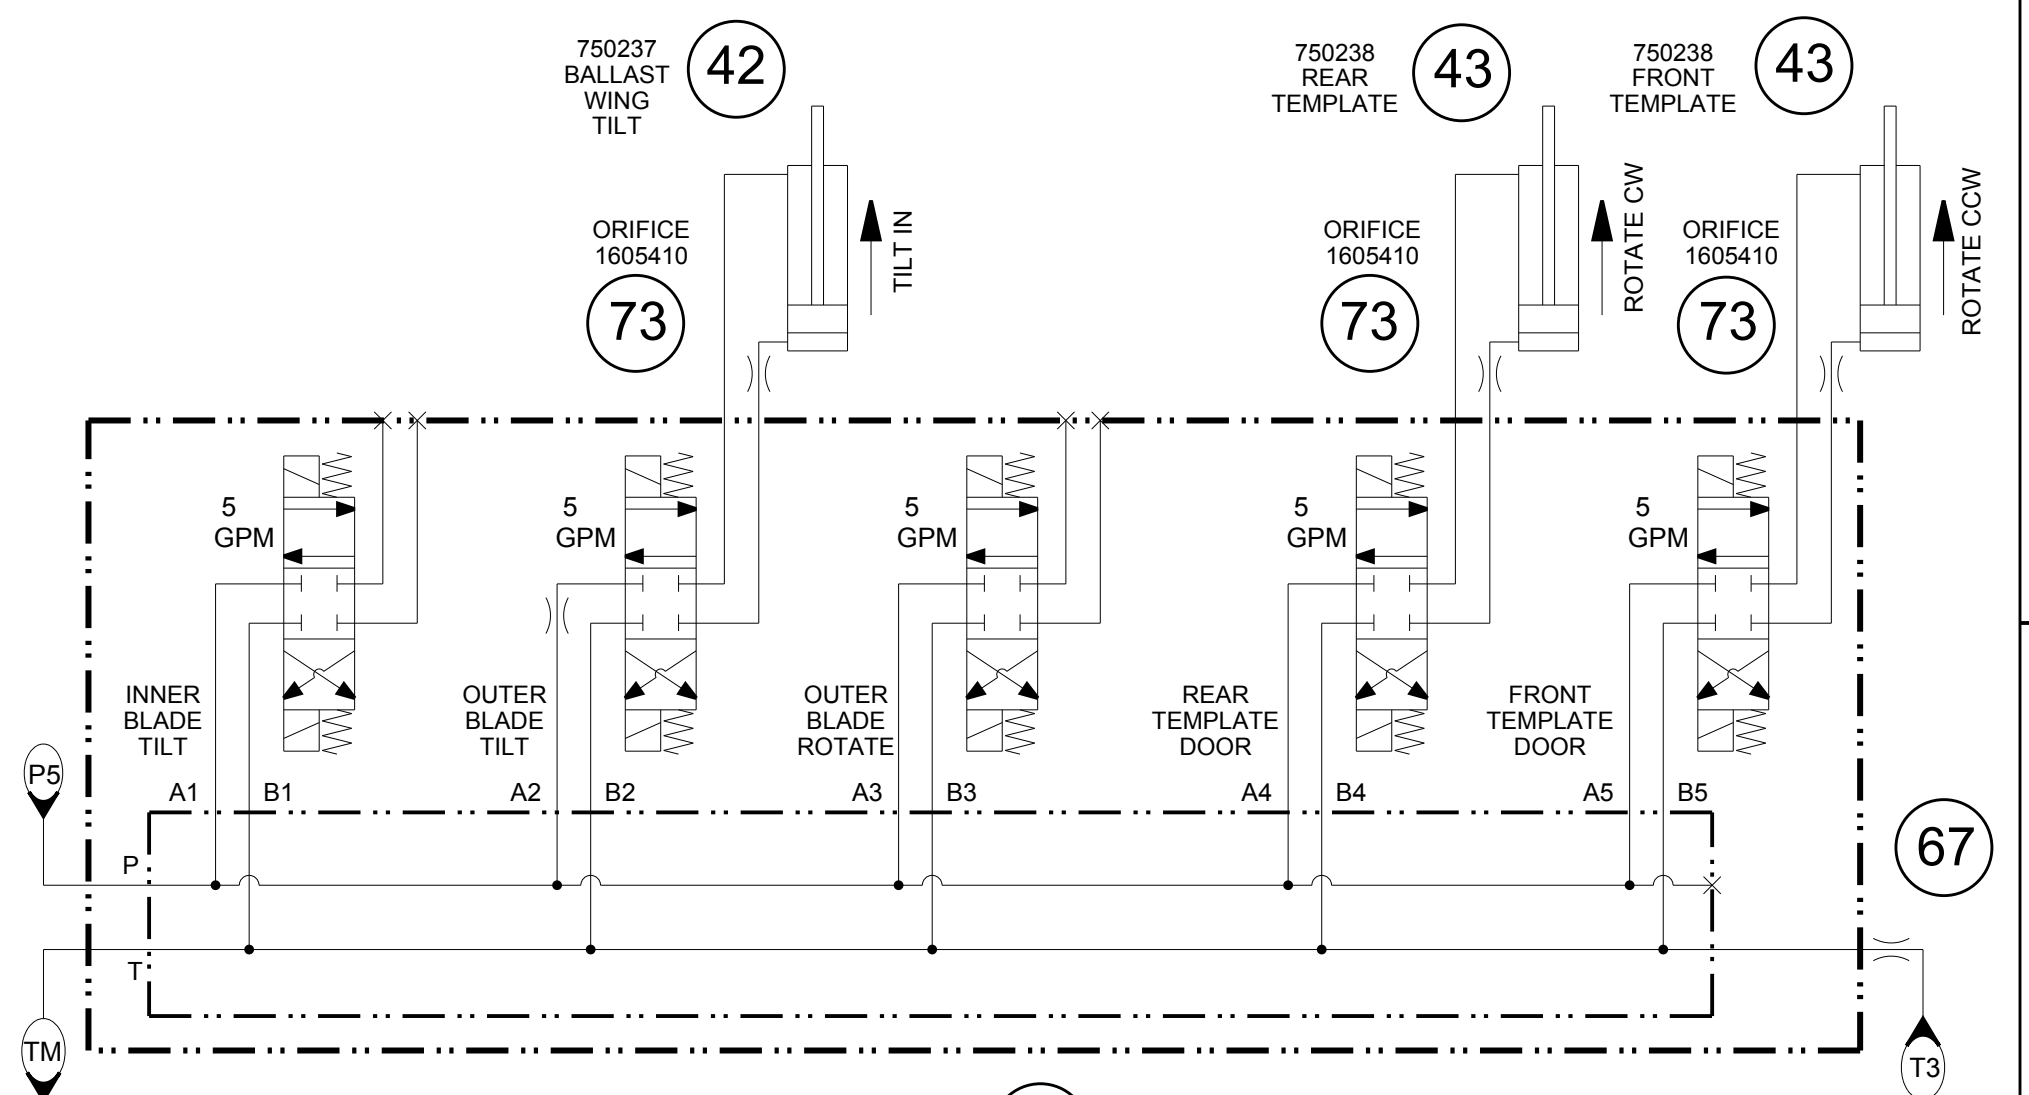 750237
BALLAST
WING
TILT
42
750238
REAR
TEMPLATE
43
750238
FRONT
TEMPLATE
43
ORIFICE
1605410
73
TILT IN
ORIFICE
1605410
73
ROTATE CW
ORIFICE
1605410
73
ROTATE CCW
5
GPM
5
GPM
5
GPM
5
GPM
5
GPM
INNER
BLADE
TILT
OUTER
BLADE
TILT
OUTER
BLADE
ROTATE
REAR
TEMPLATE
DOOR
FRONT
TEMPLATE
DOOR
P5
A1
B1
A2
B2
A3
B3
A4
B4
A5
B5
67
P
T
TM
T3